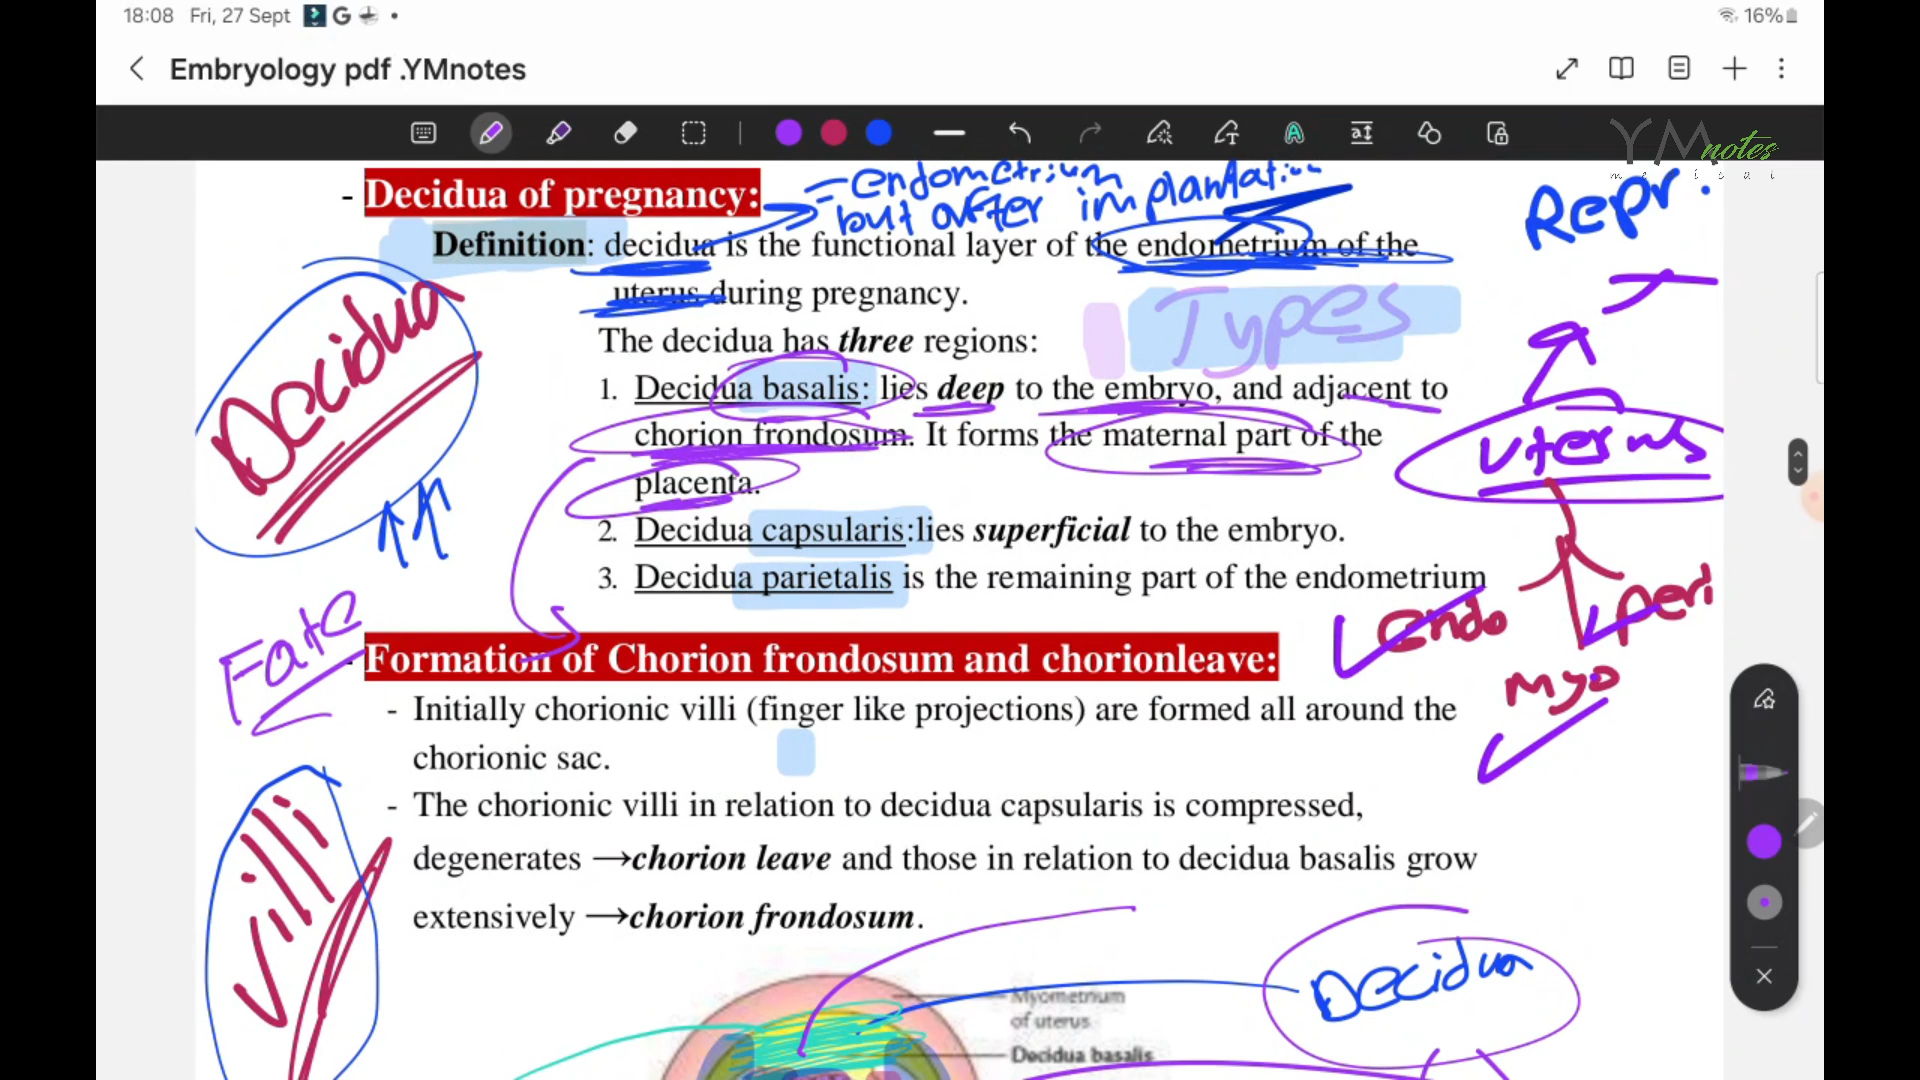 18:08 Fri, 27 Sept G 16%
Embryology pdf .YMnotes
YMnotes
medical
- Decidua of pregnancy:
- endometrium
but after implantation
Repr.
Definition: decidua is the functional layer of the endometrium of the
uterus during pregnancy.
Types
Decidua
The decidua has three regions:
1. Decidua basalis: lies deep to the embryo, and adjacent to
chorion frondosum. It forms the maternal part of the
placenta.
uterus
2. Decidua capsularis:lies superficial to the embryo.
3. Decidua parietalis is the remaining part of the endometrium
endo
peri
myo
Fate
- Formation of Chorion frondosum and chorionleave:
- Initially chorionic villi (finger like projections) are formed all around the
chorionic sac.
- The chorionic villi in relation to decidua capsularis is compressed,
degenerates →chorion leave and those in relation to decidua basalis grow
extensively →chorion frondosum.
villi
Decidua
Myometrium
of uterus
Decidua basalis